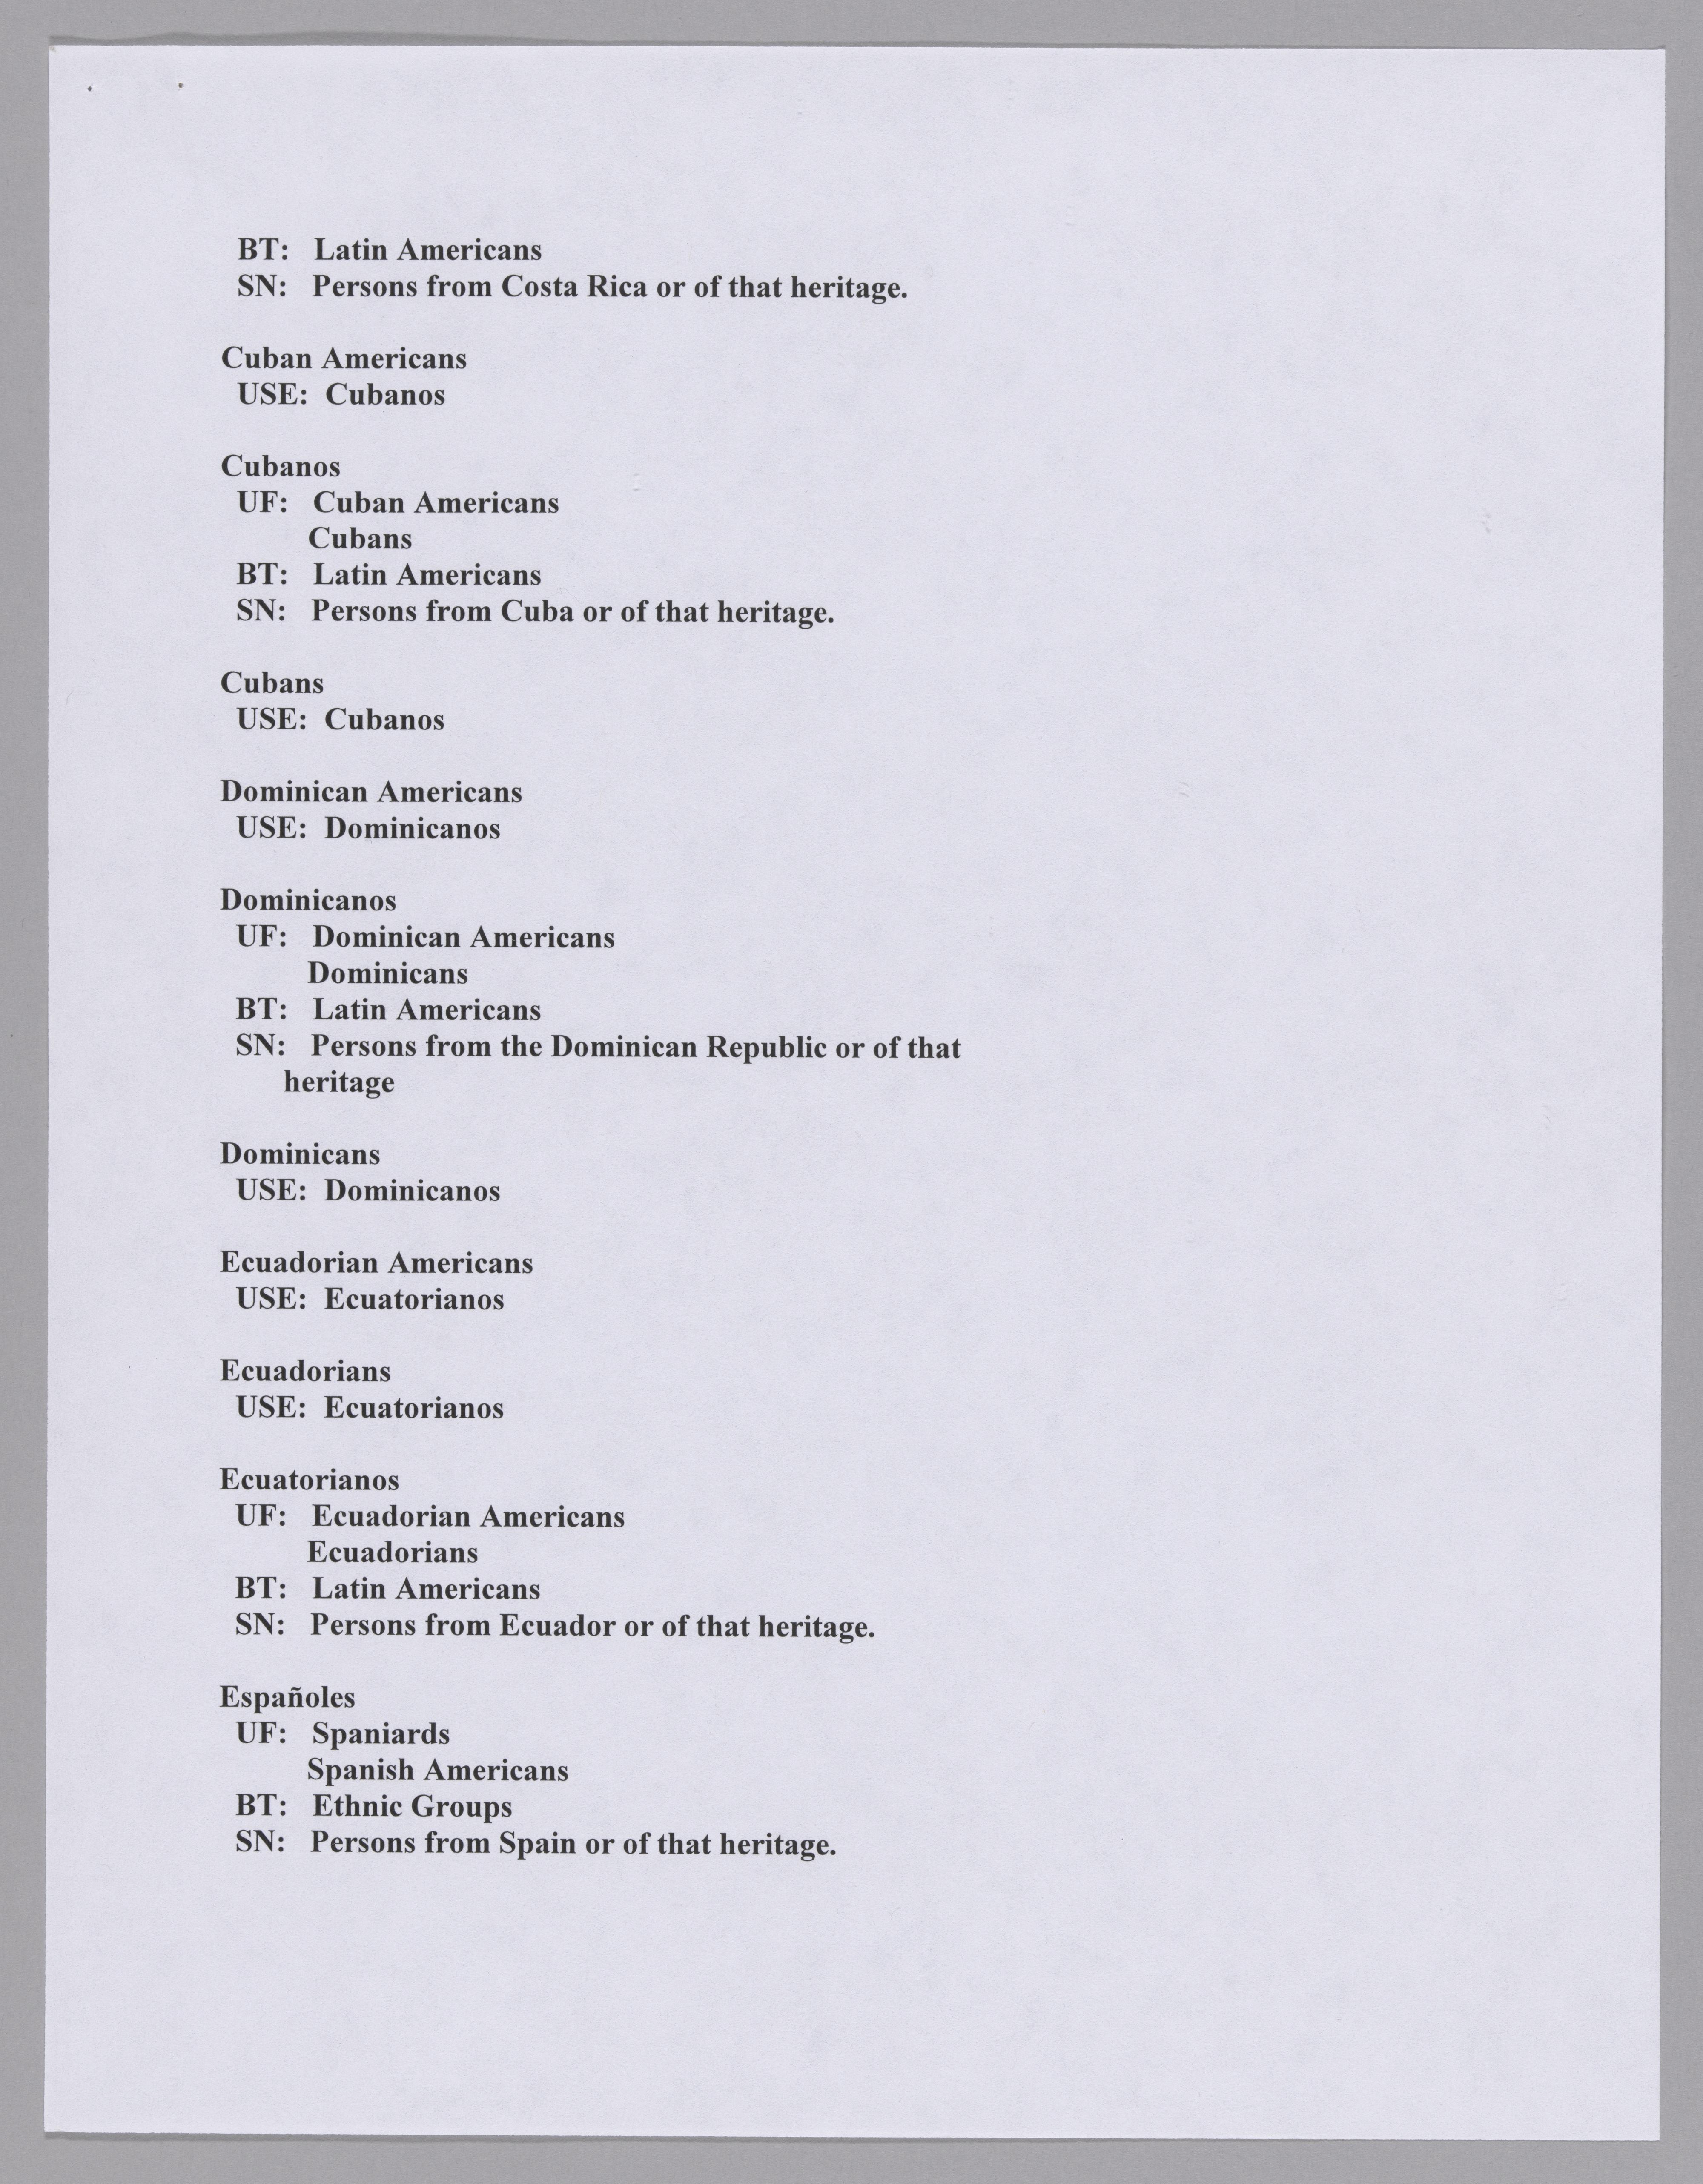 BT: Latin Americans
SN: Persons from Costa Rica or of that heritage.
Cuban Americans
USE: Cubanos
Cubanos
UF: Cuban Americans
Cubans
BT: Latin Americans
SN: Persons from Cuba or of that heritage.
Cubans
USE: Cubanos
Dominican Americans
USE: Dominicanos
Dominicanos
UF: Dominican Americans
Dominicans
BT: Latin Americans
SN: Persons from the Dominican Republic or of that
heritage
Dominicans
USE: Dominicanos
Ecuadorian Americans
USE: Ecuatorianos
Ecuadorians
USE: Ecuatorianos
Ecuatorianos
UF: Ecuadorian Americans
Ecuadorians
BT: Latin Americans
SN: Persons from Ecuador or of that heritage.
Españoles
UF: Spaniards
Spanish Americans
BT: Ethnic Groups
SN: Persons from Spain or of that heritage.